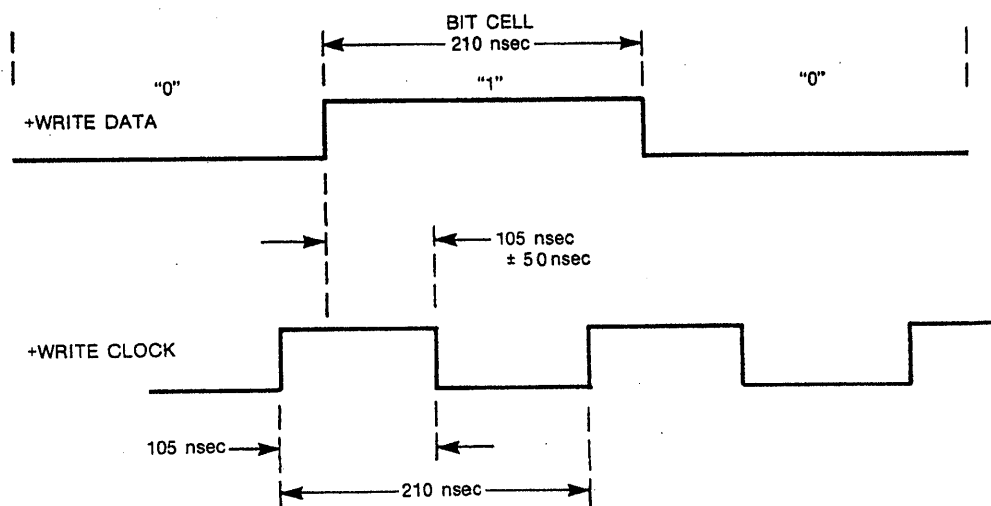 BIT CELL
210 nsec
"0"
"1"
"0"
+WRITE DATA
105 nsec
± 50 nsec
+WRITE CLOCK
105 nsec
210 nsec